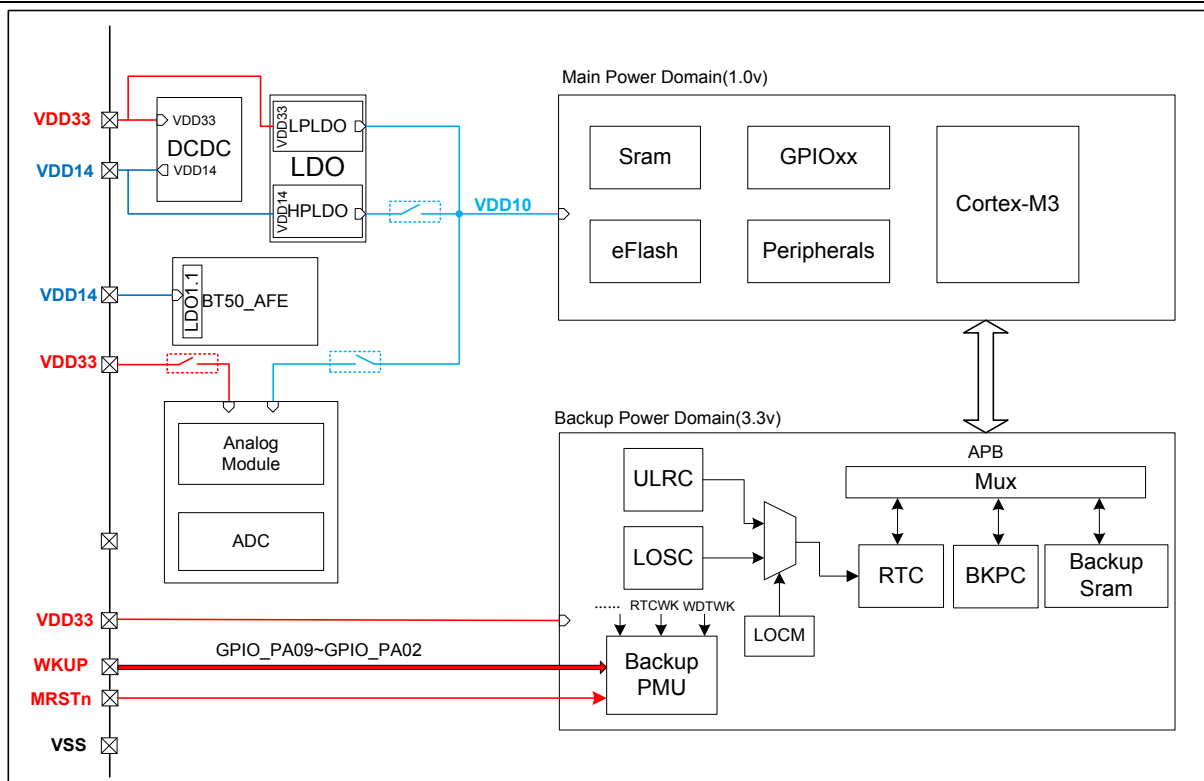 Main Power Domain(1.0v)
VDD33
VDD33
DCDC
VDD14
VDD14
VDD33
LPLDO
LDO
VDD14
HPLDO
VDD10
Sram
GPIOxx
Cortex-M3
eFlash
Peripherals
VDD14
LDO1.1
BT50_AFE
VDD33
Analog
Module
ADC
Backup Power Domain(3.3v)
APB
Mux
ULRC
LOSC
RTC
BKPC
Backup
Sram
LOCM
VDD33
...... RTCWK WDTWK
WKUP
GPIO_PA09~GPIO_PA02
Backup
PMU
MRSTn
VSS